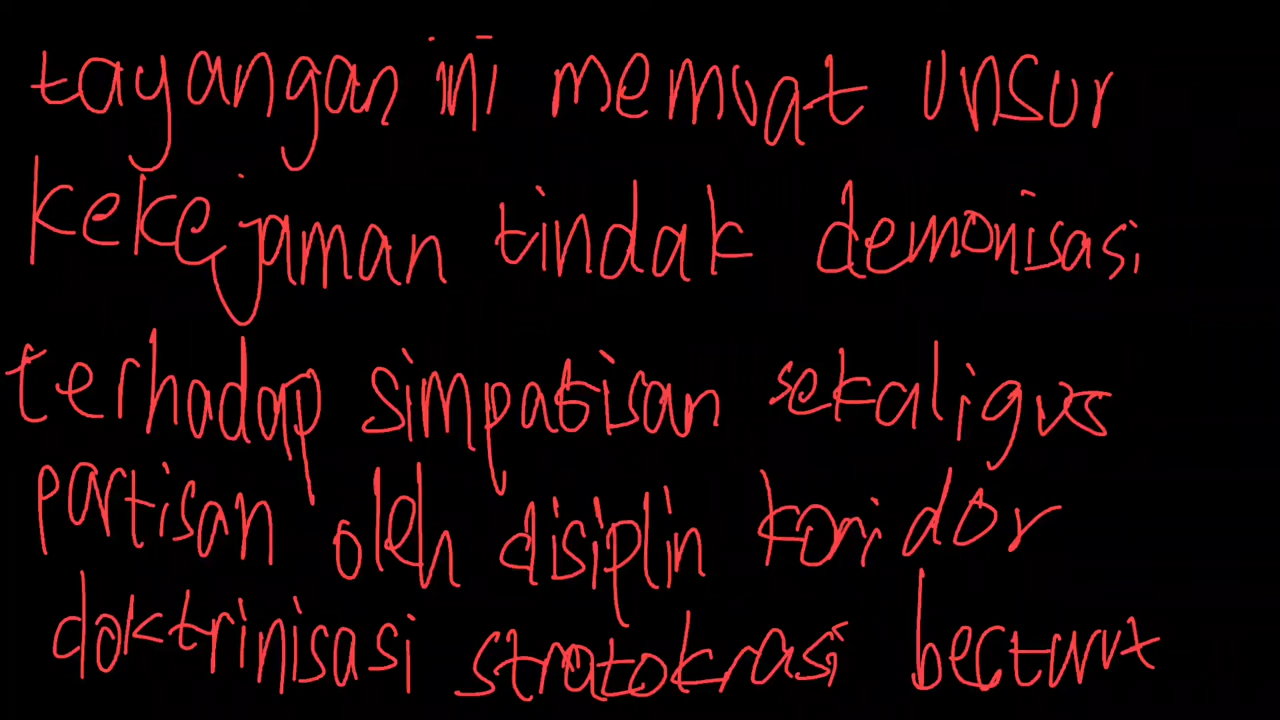 tayangan ini memuat unsur
kekejaman tindak demonisasi
terhadap simpatisan sekaligus
partisan oleh disiplin koridor
doktrinisasi stratokrasi